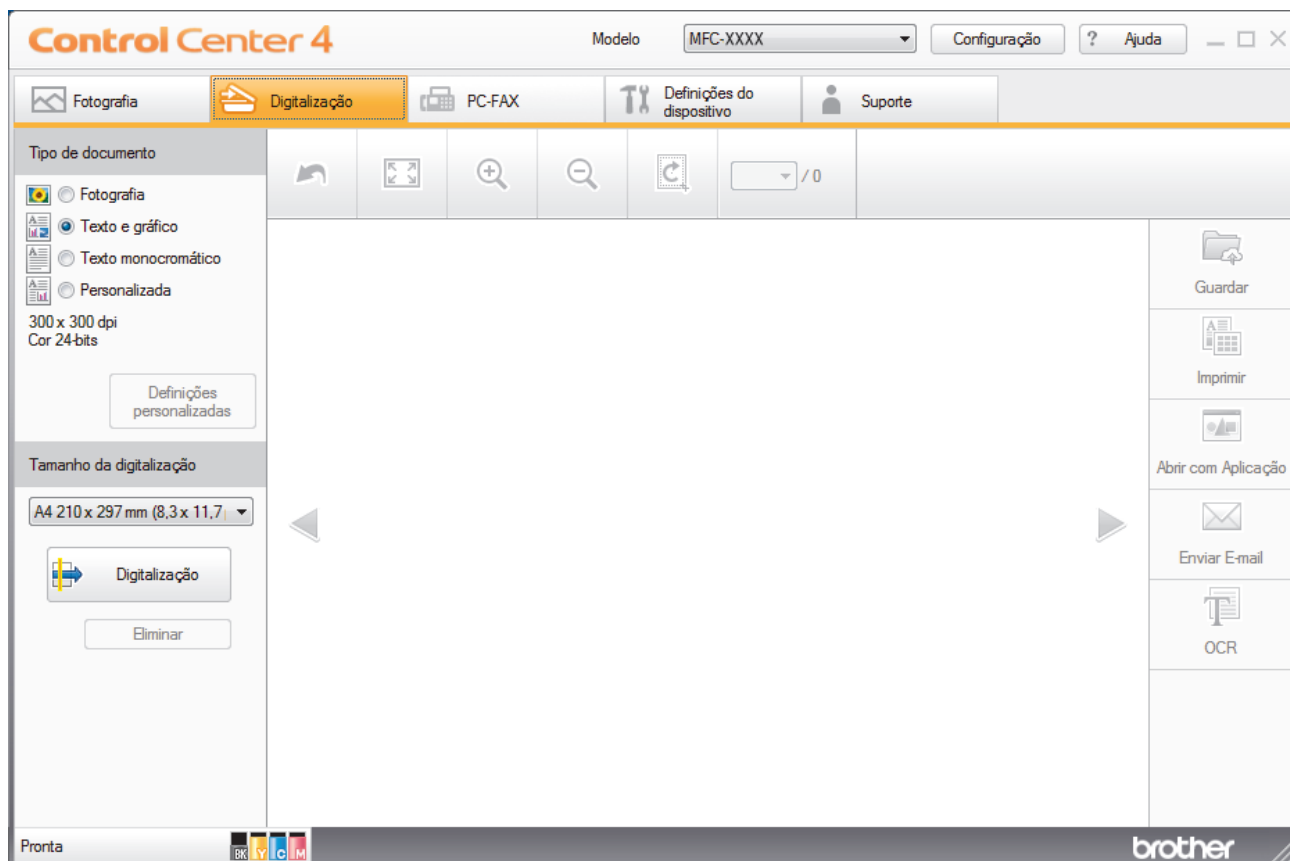 Control Center 4
Modelo
MFC-XXXX
Configuração
? Ajuda
Fotografia
Digitalização
PC-FAX
Definições do
dispositivo
Suporte
Tipo de documento
Fotografia
Texto e gráfico
Texto monocromático
Personalizada
300 x 300 dpi
Cor 24-bits
Definições
personalizadas
Tamanho da digitalização
A4 210 x 297 mm (8,3 x 11,7
Digitalização
Eliminar
/ 0
Guardar
Imprimir
Abrir com Aplicação
Enviar E-mail
OCR
Pronta
BK Y C M
brother